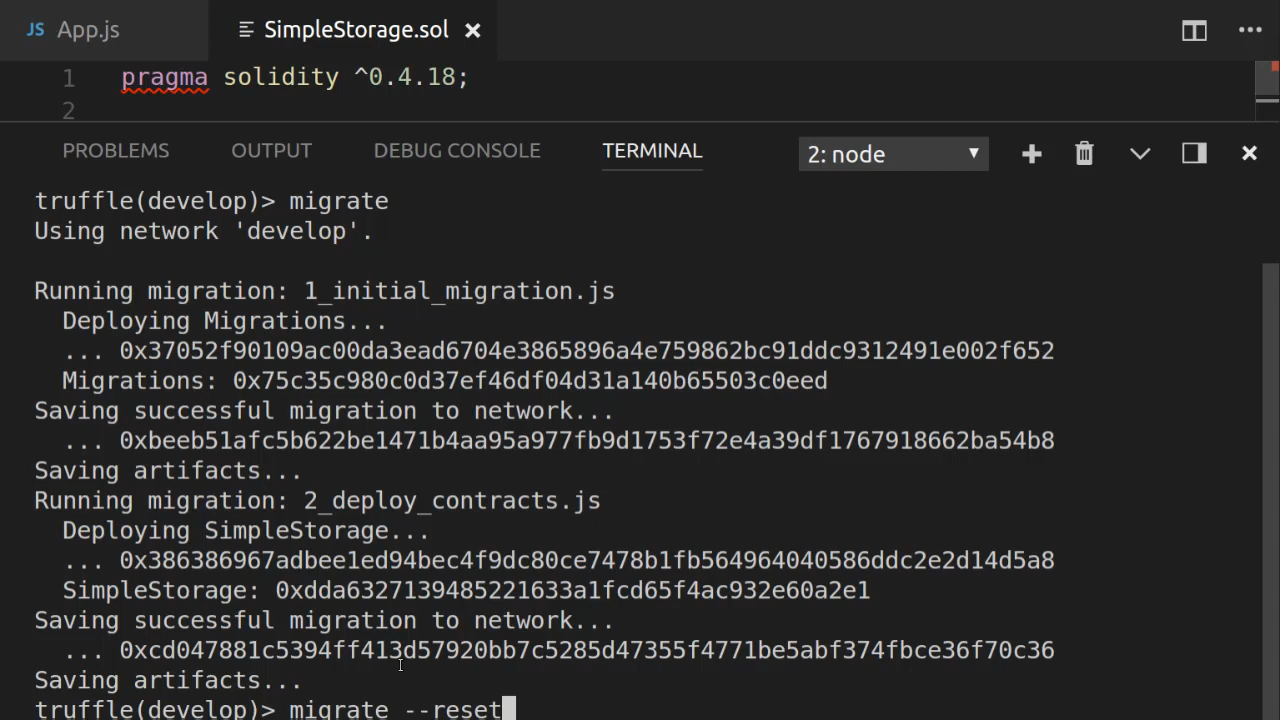 JS App.js SimpleStorage.sol
1 pragma solidity ^0.4.18;
2
PROBLEMS OUTPUT DEBUG CONSOLE TERMINAL 2: node
truffle(develop)> migrate
Using network 'develop'.
Running migration: 1_initial_migration.js
Deploying Migrations...
... 0x37052f90109ac00da3ead6704e3865896a4e759862bc91ddc9312491e002f652
Migrations: 0x75c35c980c0d37ef46df04d31a140b65503c0eed
Saving successful migration to network...
... 0xbeeb51afc5b622be1471b4aa95a977fb9d1753f72e4a39df1767918662ba54b8
Saving artifacts...
Running migration: 2_deploy_contracts.js
Deploying SimpleStorage...
... 0x386386967adbee1ed94bec4f9dc80ce7478b1fb564964040586ddc2e2d14d5a8
SimpleStorage: 0xdda6327139485221633a1fcd65f4ac932e60a2e1
Saving successful migration to network...
... 0xcd047881c5394ff413d57920bb7c5285d47355f4771be5abf374fbce36f70c36
Saving artifacts...
truffle(develop)> migrate --reset